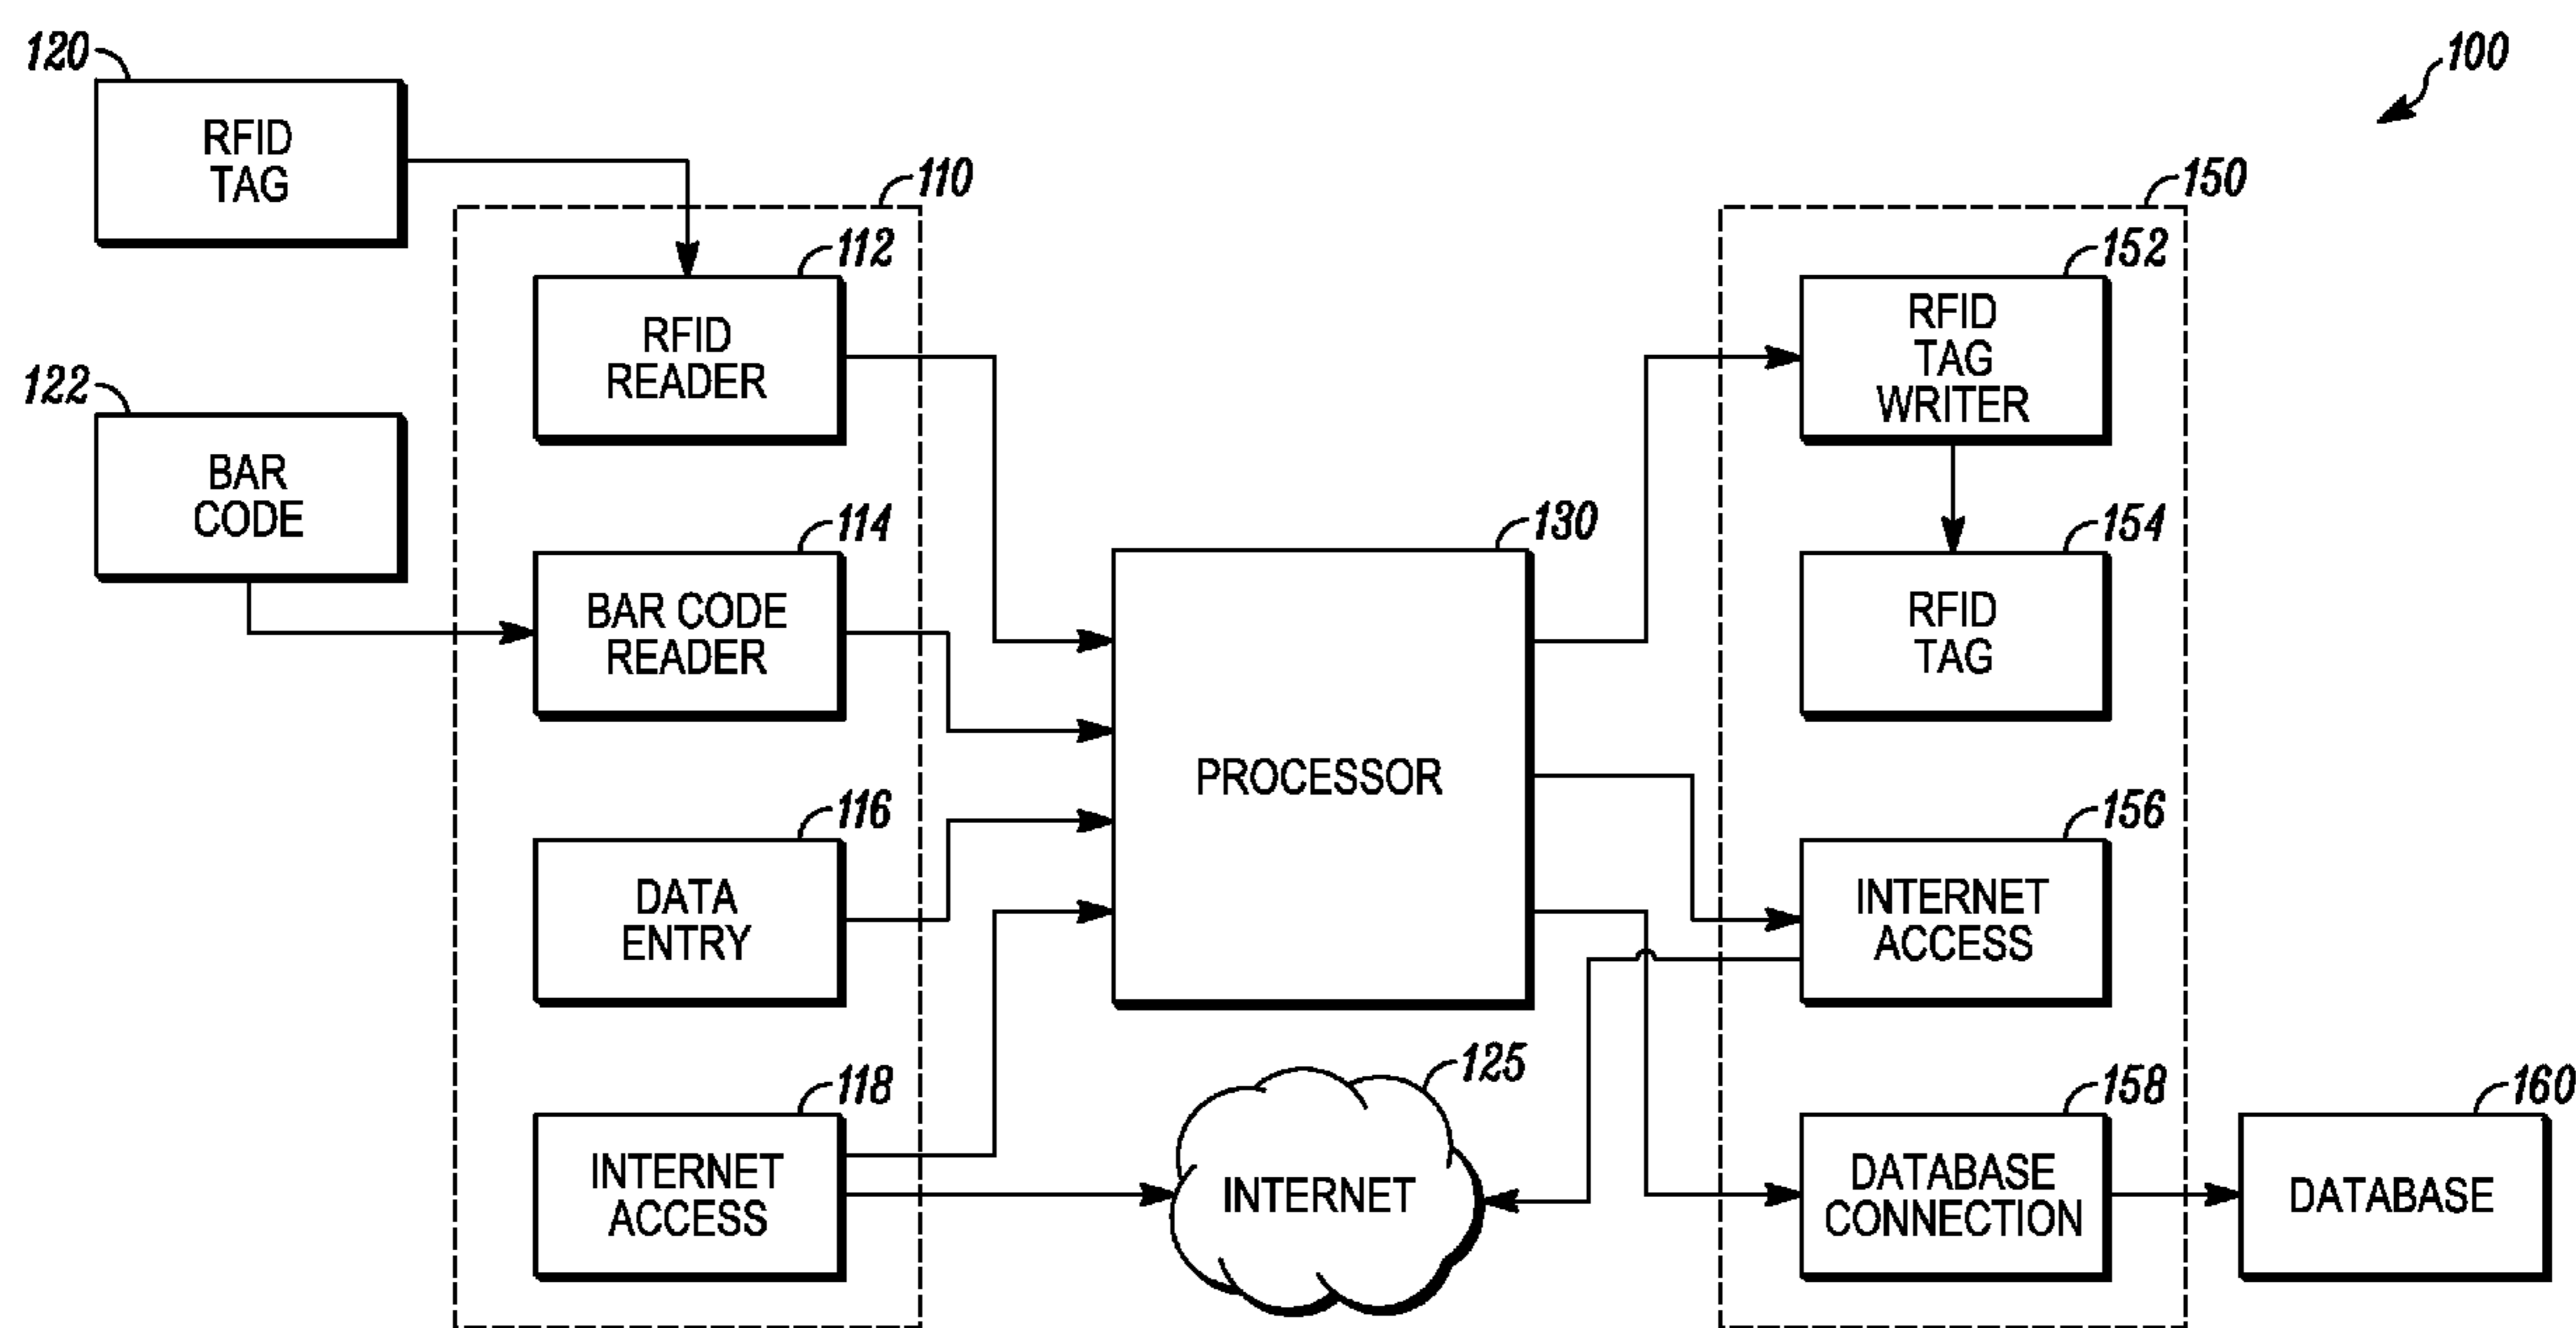 120
RFID
TAG
100
110
150
112
RFID
READER
152
RFID
TAG
WRITER
122
BAR
CODE
114
BAR CODE
READER
130
PROCESSOR
154
RFID
TAG
116
DATA
ENTRY
156
INTERNET
ACCESS
118
INTERNET
ACCESS
125
INTERNET
158
DATABASE
CONNECTION
160
DATABASE